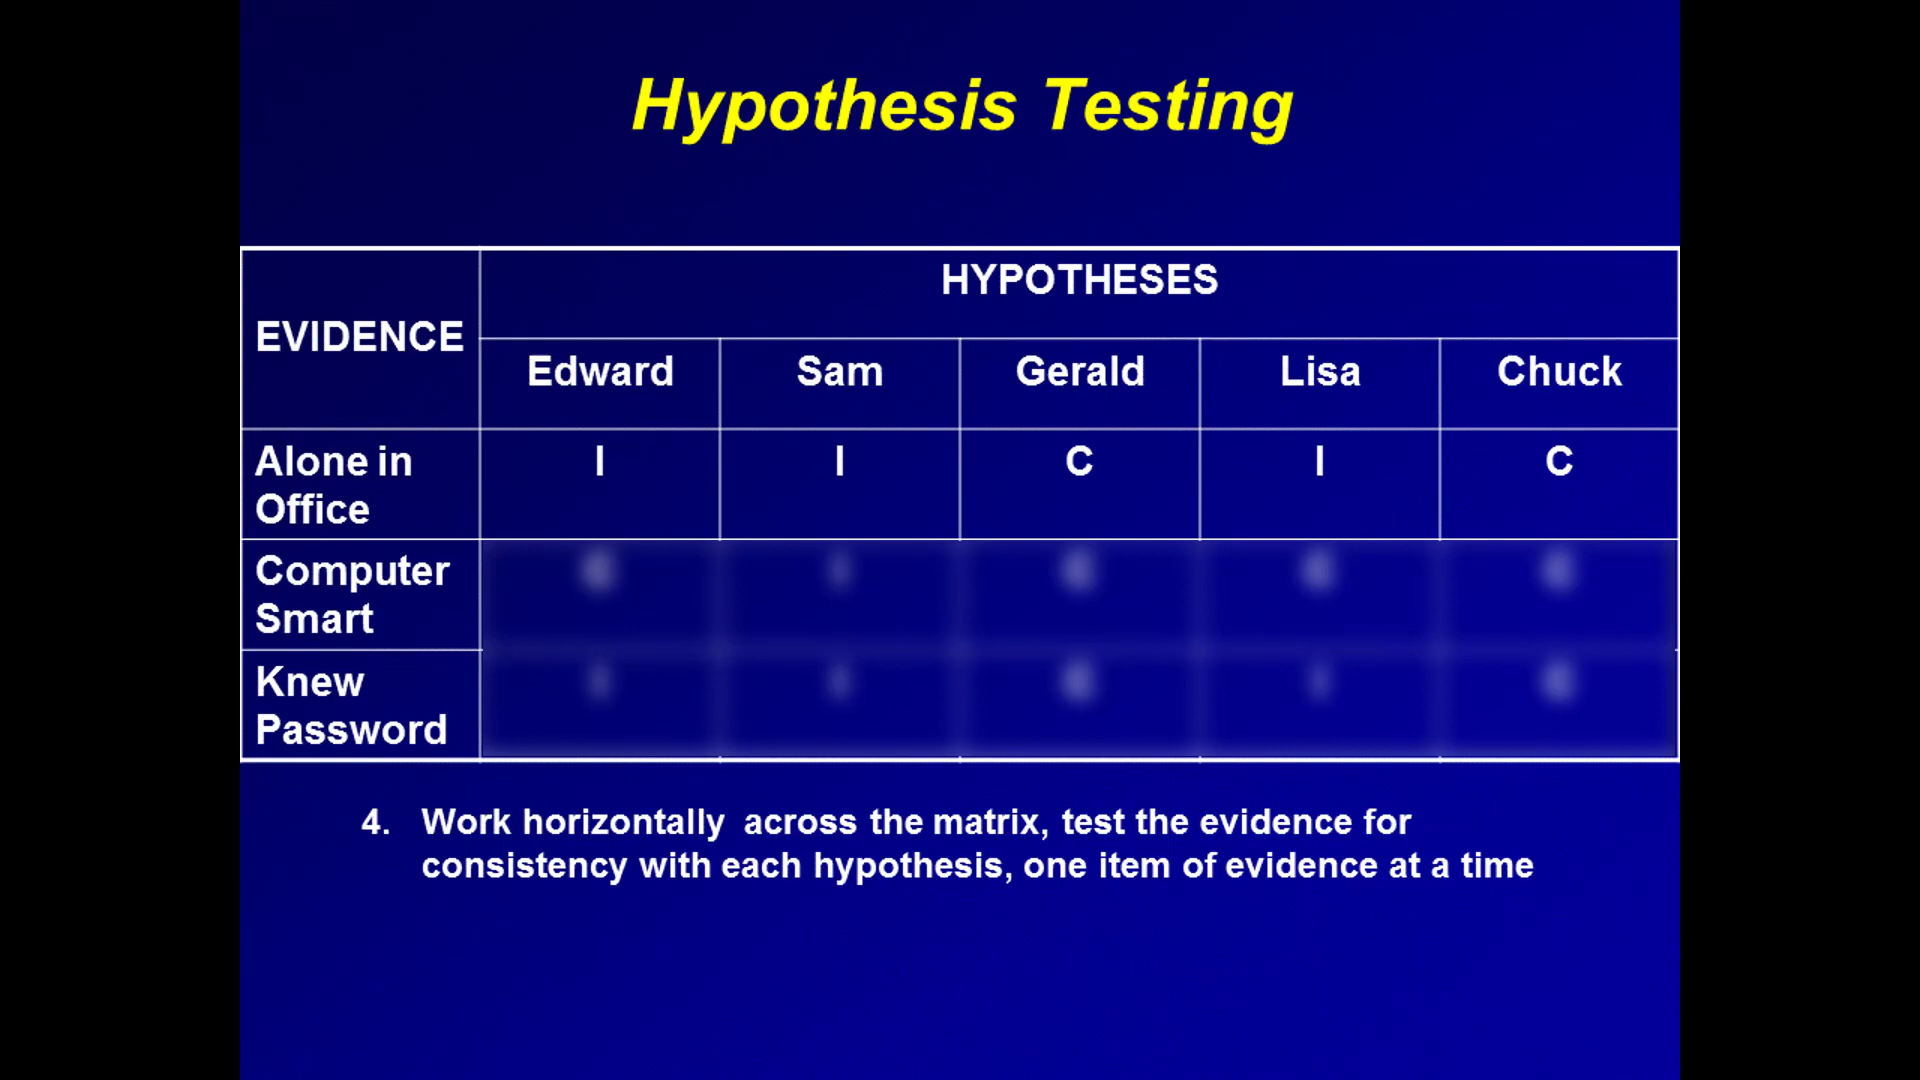 Hypothesis Testing
HYPOTHESES
EVIDENCE
Edward Sam Gerald Lisa Chuck
Alone in I I C I C
Office
Computer
Smart
Knew
Password
4. Work horizontally across the matrix, test the evidence for
consistency with each hypothesis, one item of evidence at a time